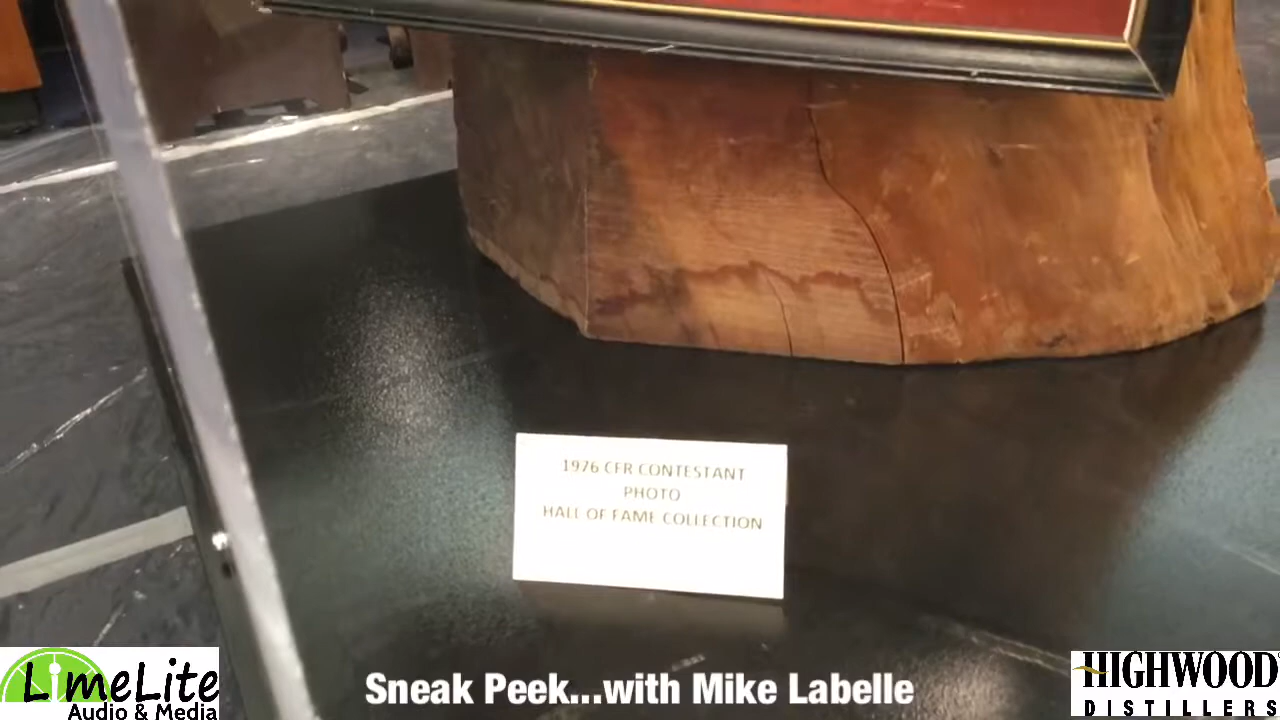 1976 CFR CONTESTANT
PHOTO
HALL OF FAME COLLECTION
LimeLite
Audio & Media
Sneak Peek...with Mike Labelle
HIGHWOOD
DISTILLERS